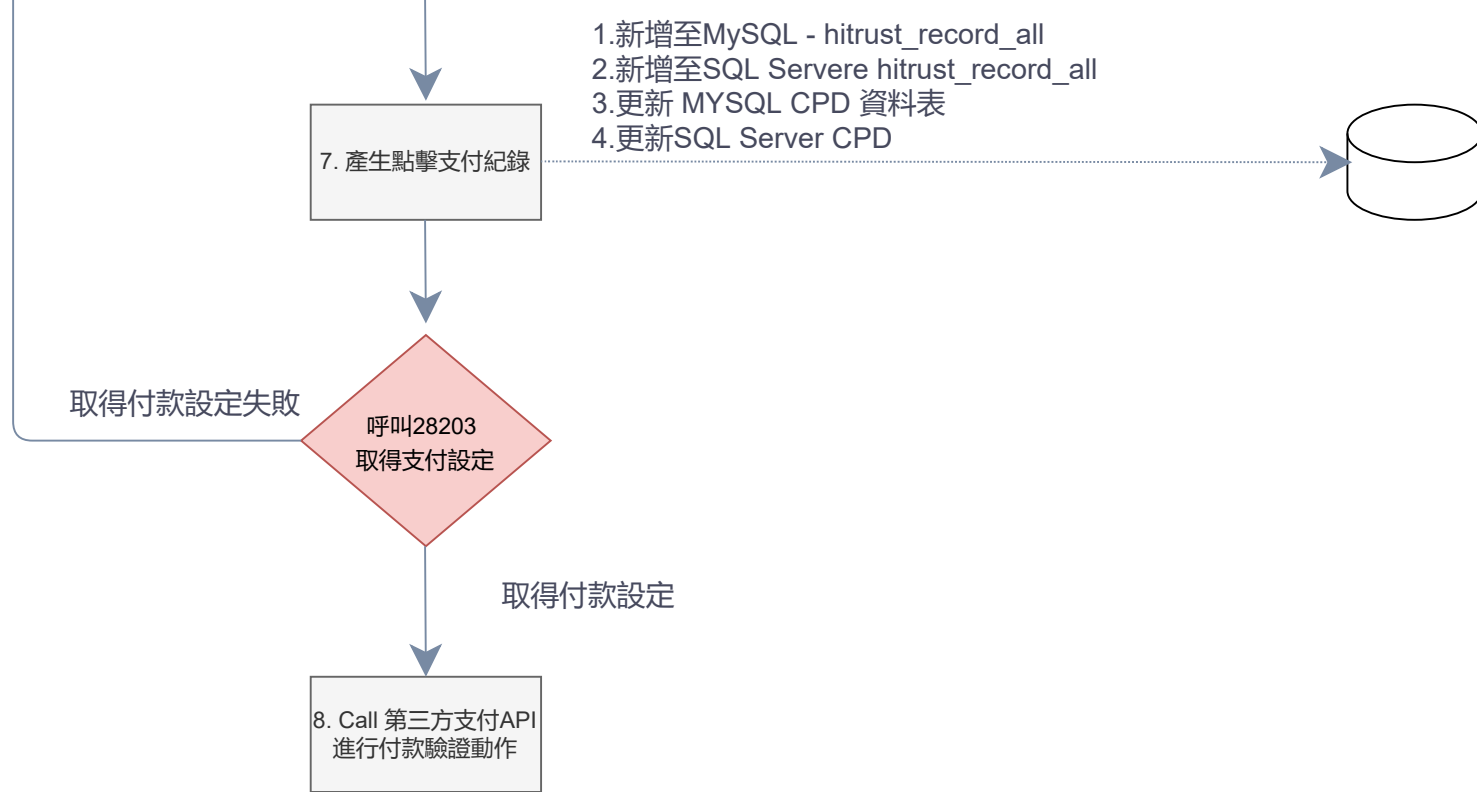 1.新增至MySQL - hitrust_record_all
2.新增至SQL Servere hitrust_record_all
3.更新 MYSQL CPD 資料表
4.更新SQL Server CPD
7. 產生點擊支付紀錄
取得付款設定失敗
呼叫28203
取得支付設定
取得付款設定
8. Call 第三方支付API
進行付款驗證動作